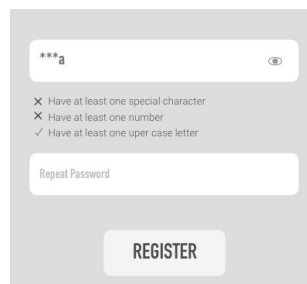 ***a
Have at least one special character
Have at least one number
Have at least one uper case letter
Repeat Password
REGISTER